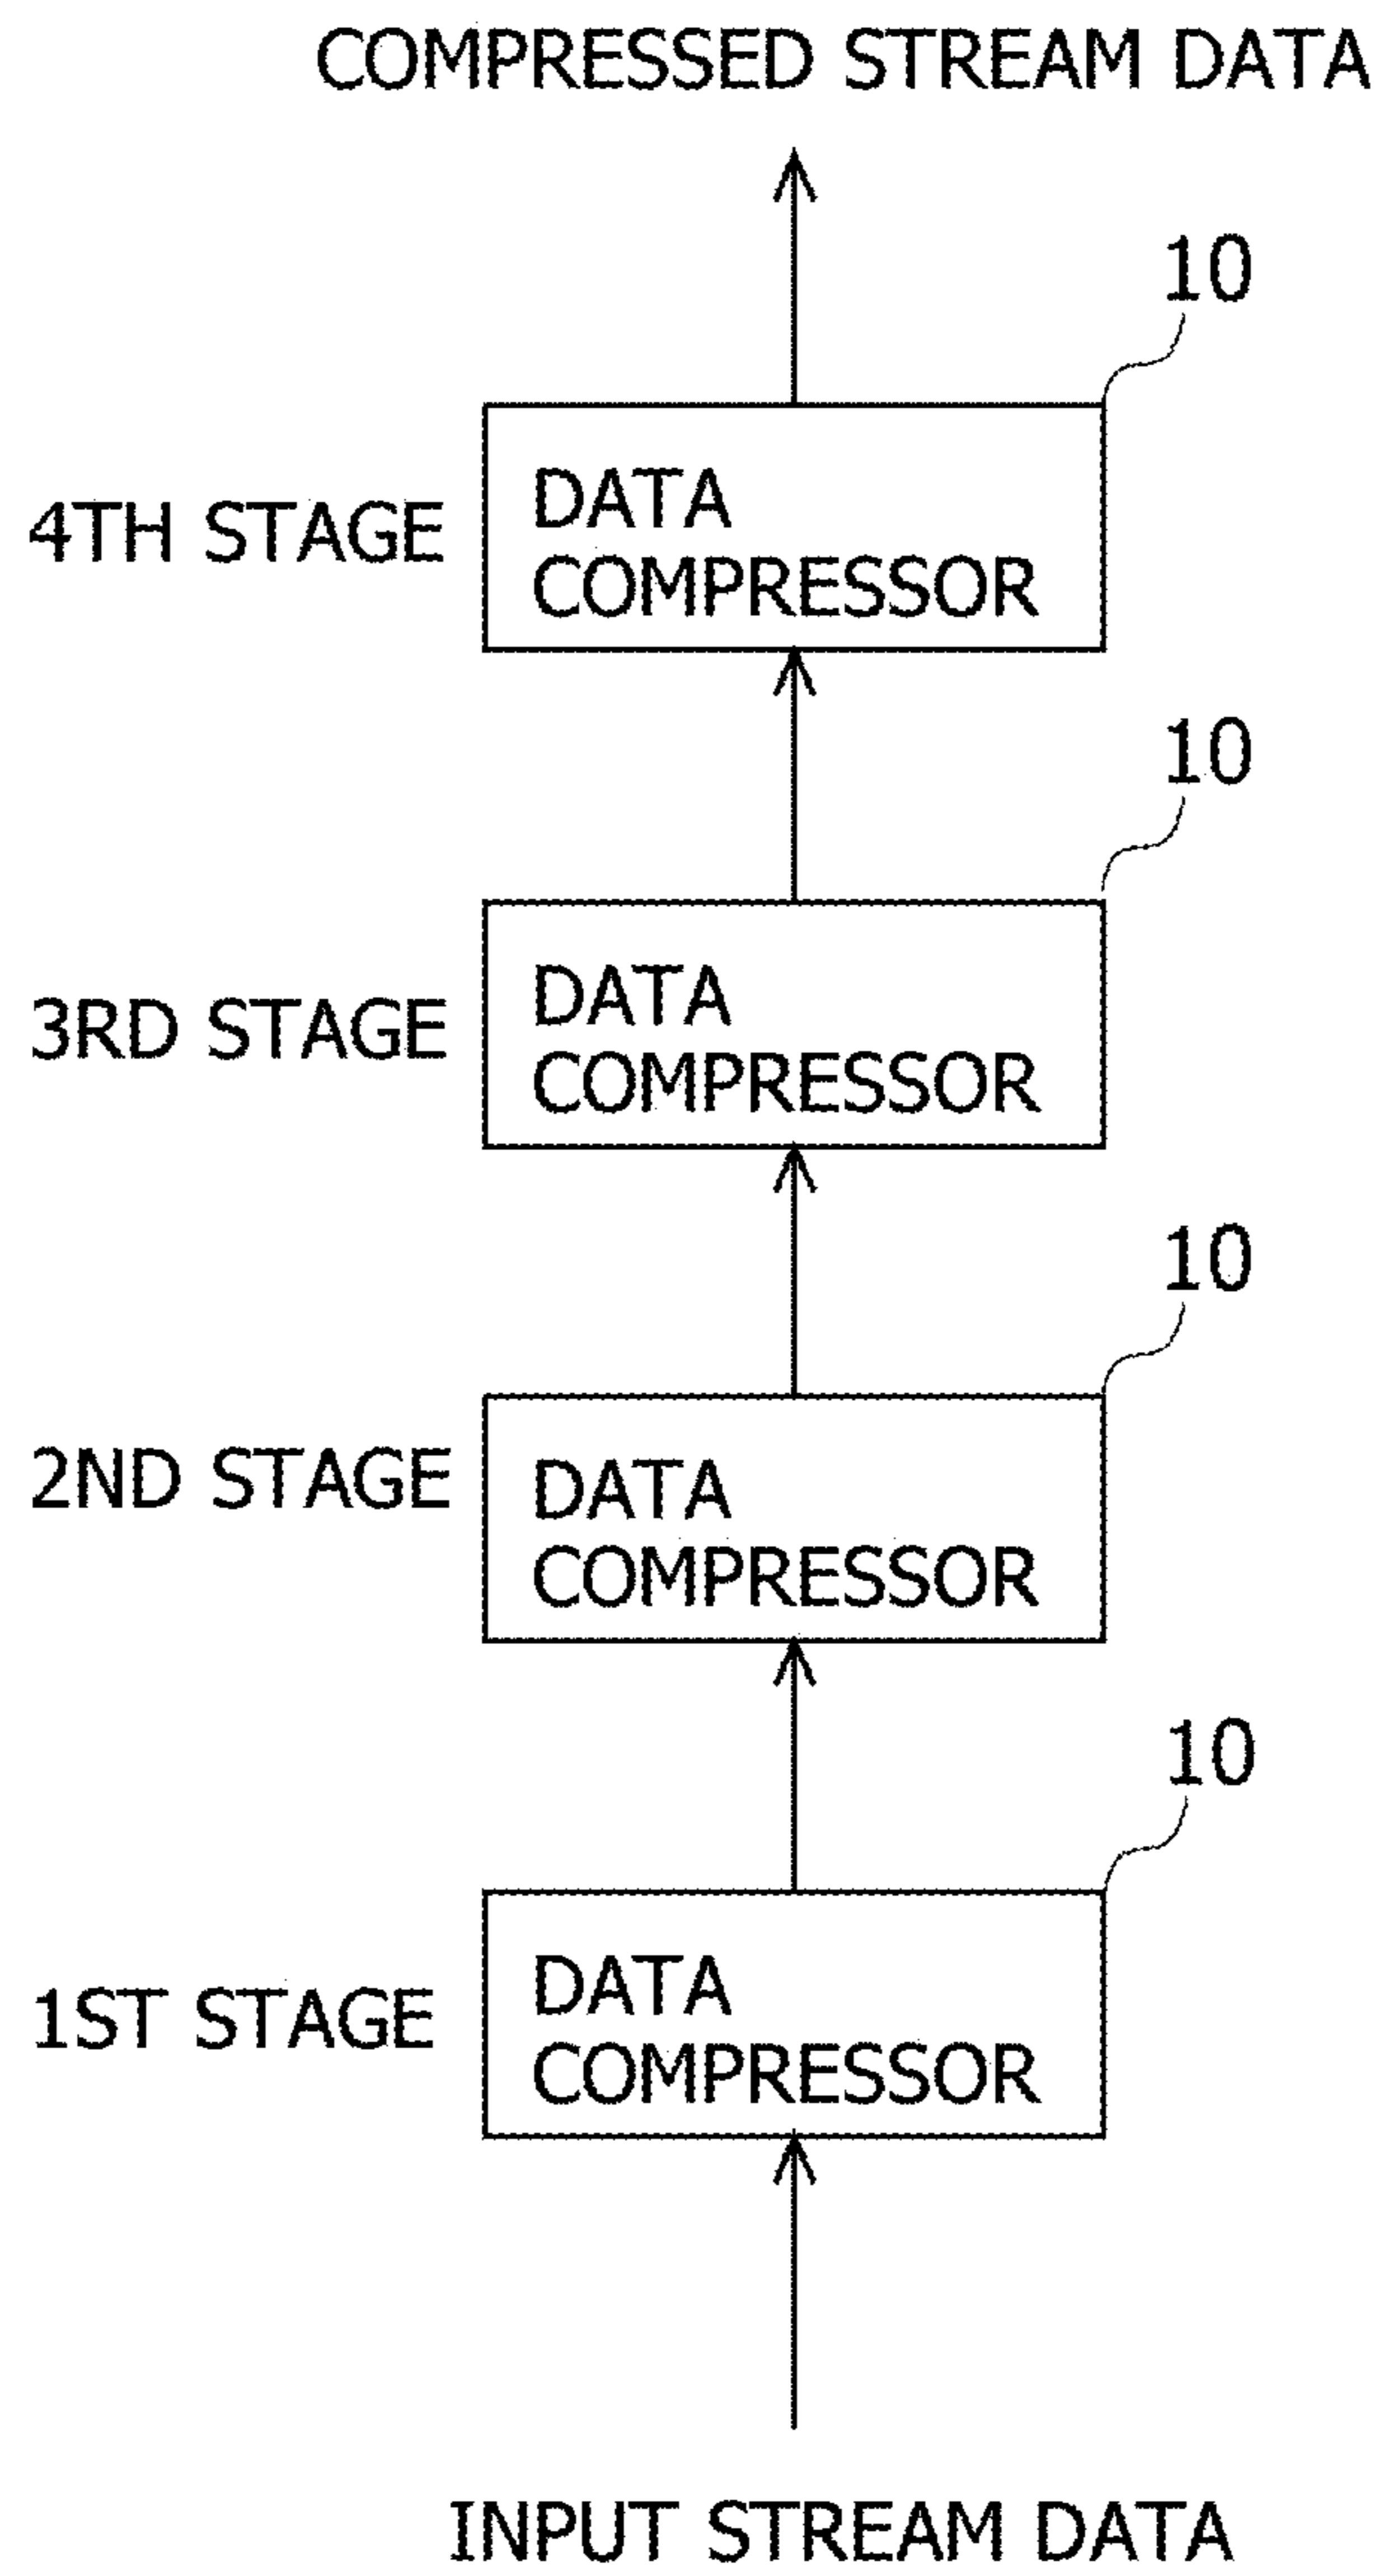 COMPRESSED STREAM DATA
10
4TH STAGE
DATA
COMPRESSOR
10
3RD STAGE
DATA
COMPRESSOR
10
2ND STAGE
DATA
COMPRESSOR
10
1ST STAGE
DATA
COMPRESSOR
INPUT STREAM DATA